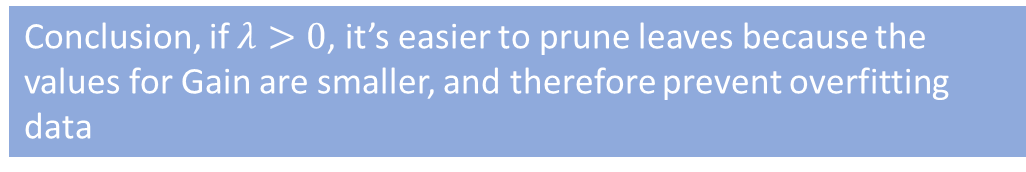 Conclusion, if λ > 0, it’s easier to prune leaves because the
values for Gain are smaller, and therefore prevent overfitting
data